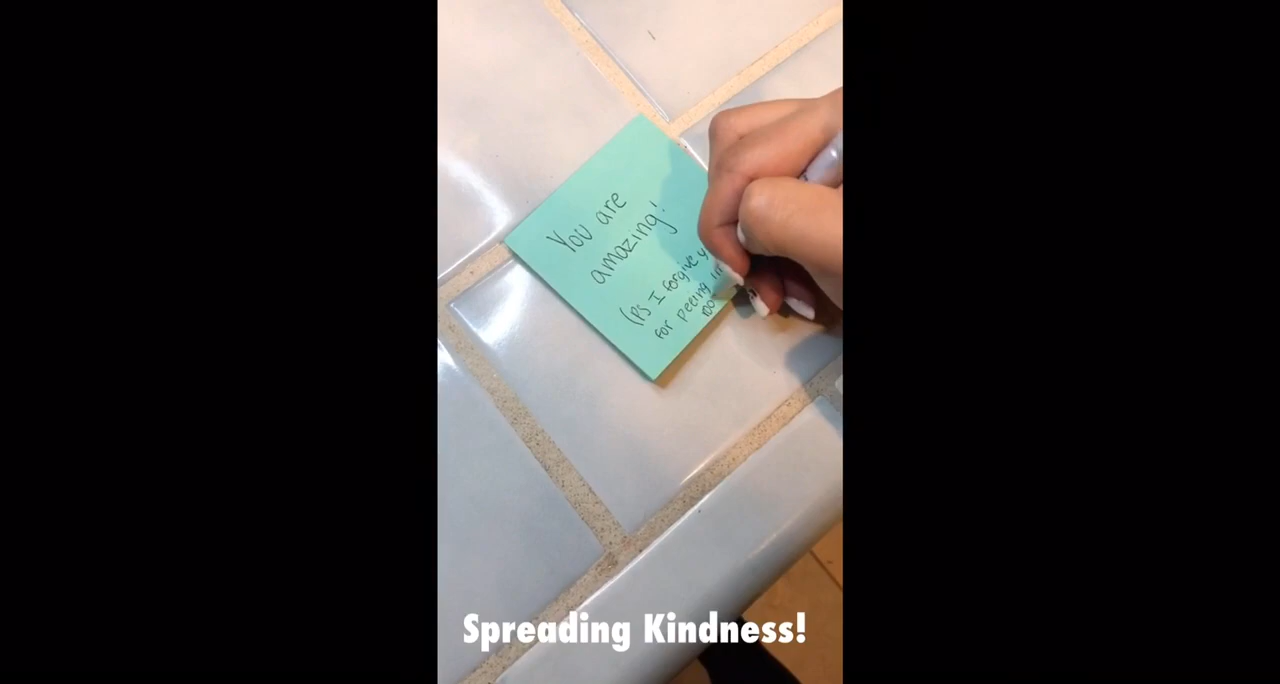 You are
amazing!
(Ps I forgive
for peeing in
Spreading Kindness!